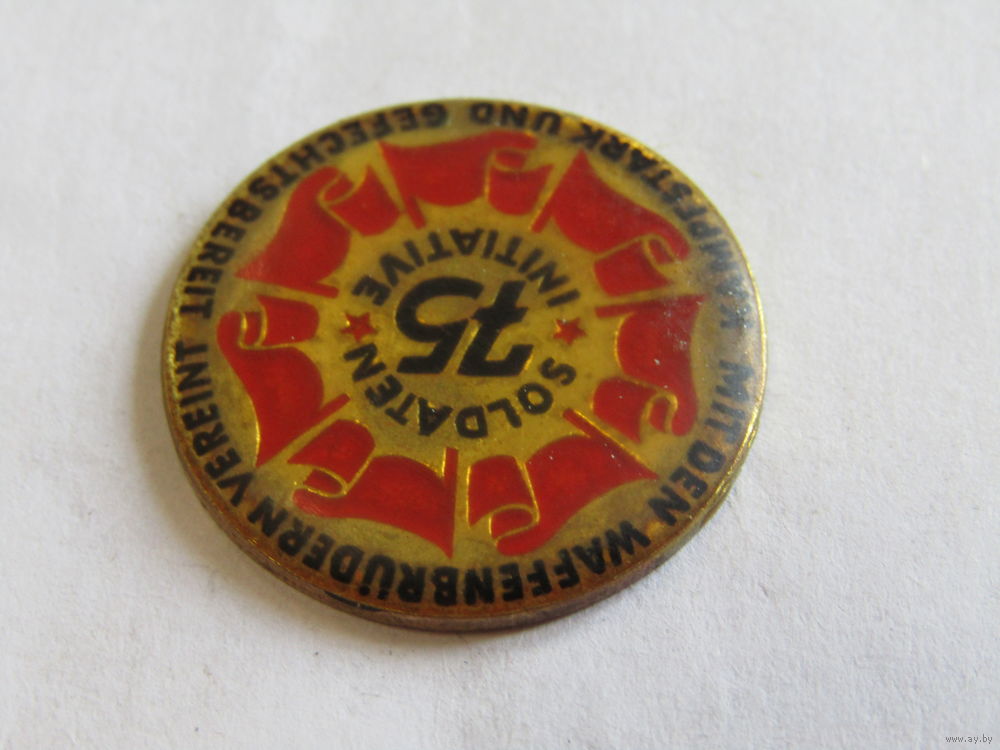 MIT DEN WAFFENBRÜDERN VEREINT
KAMPFSTARK UND GEFECHTSBEREIT
SOLDATEN
INITIATIVE
75
www.ay.by